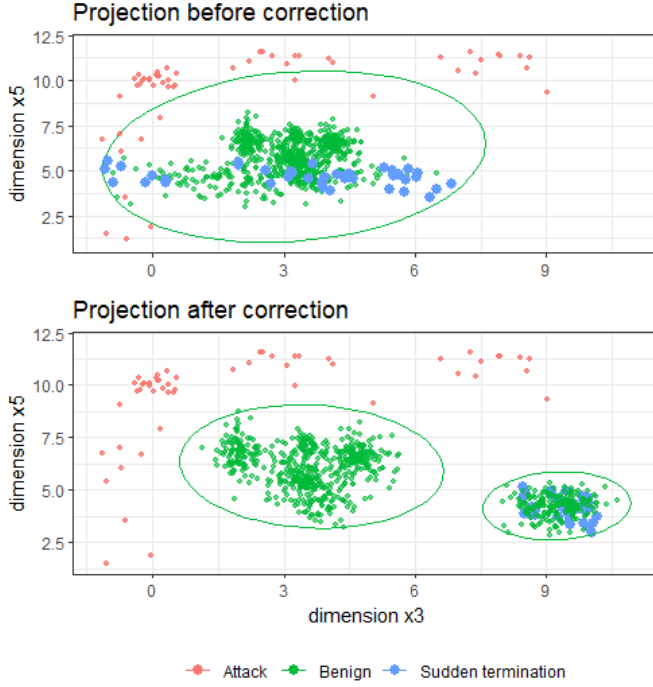 Projection before correction
12.5
10.0
7.5
5.0
2.5
dimension x5
0 3 6 9
Projection after correction
12.5
10.0
7.5
5.0
2.5
dimension x5
0 3 6 9
dimension x3
Attack Benign Sudden termination